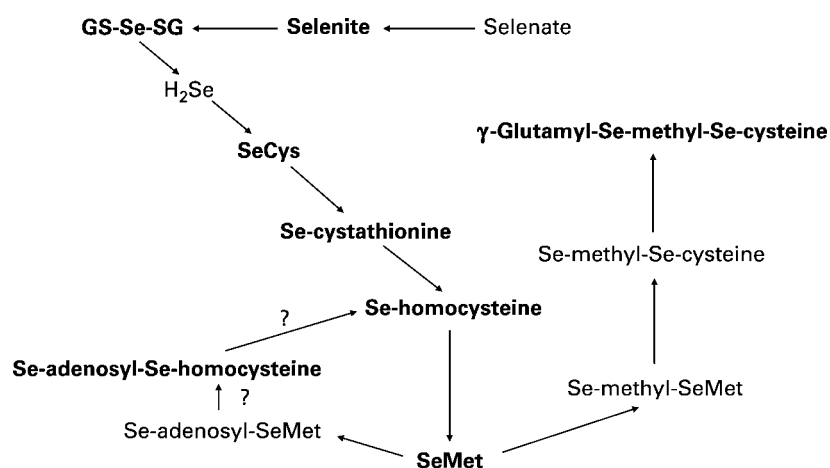 GS-Se-SG Selenite Selenate
H₂Se
γ-Glutamyl-Se-methyl-Se-cysteine
SeCys
Se-cystathionine
Se-methyl-Se-cysteine
Se-homocysteine
?
Se-adenosyl-Se-homocysteine
Se-methyl-SeMet
?
Se-adenosyl-SeMet
SeMet